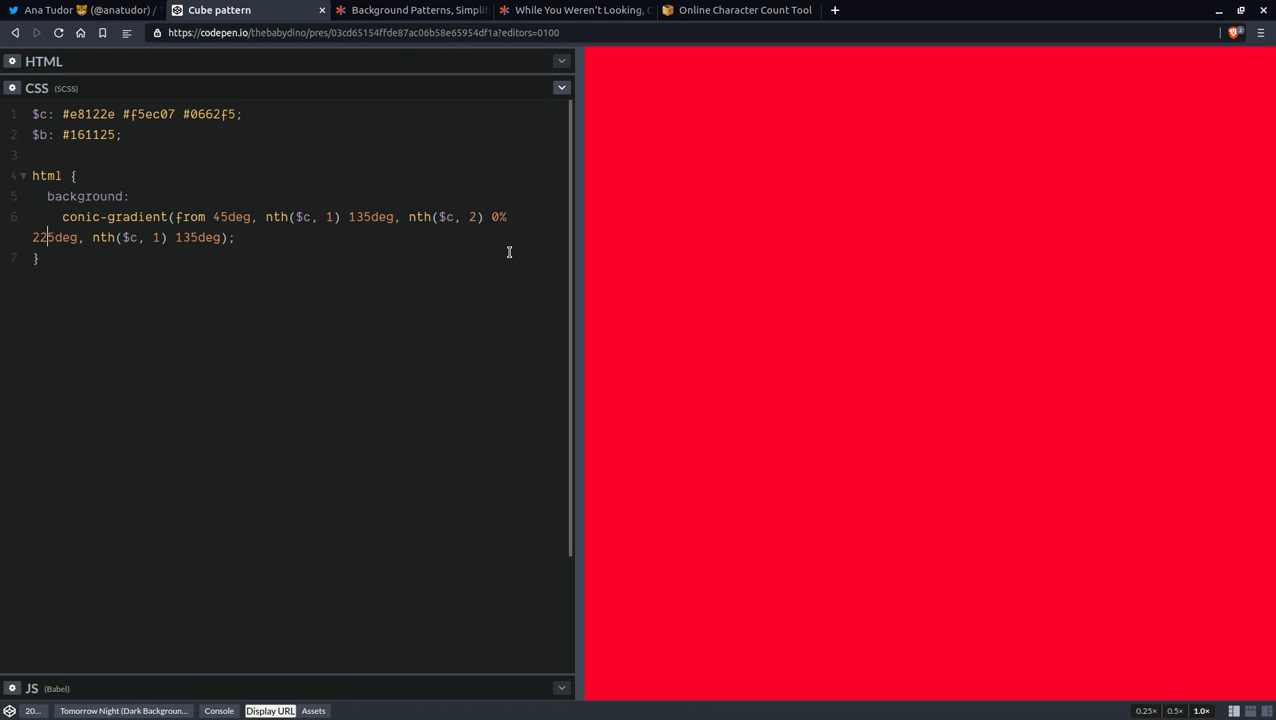 Ana Tudor 🐻 (@anatudor) / T
Cube pattern
Background Patterns, Simplif
While You Weren't Looking, C
Online Character Count Tool
https://codepen.io/thebabydino/pres/03cd65154ffde87ac06b58e65954df1a?editors=0100
2
HTML
CSS (SCSS)
1 $c: #e8122e #f5ec07 #0662f5;
2 $b: #161125;
3
4 html {
5 background:
6 conic-gradient(from 45deg, nth($c, 1) 135deg, nth($c, 2) 0%
225deg, nth($c, 1) 135deg);
7 }
JS (Babel)
20...
Tomorrow Night (Dark Backgroun...
Console
Display URL
Assets
0.25×
0.5×
1.0×